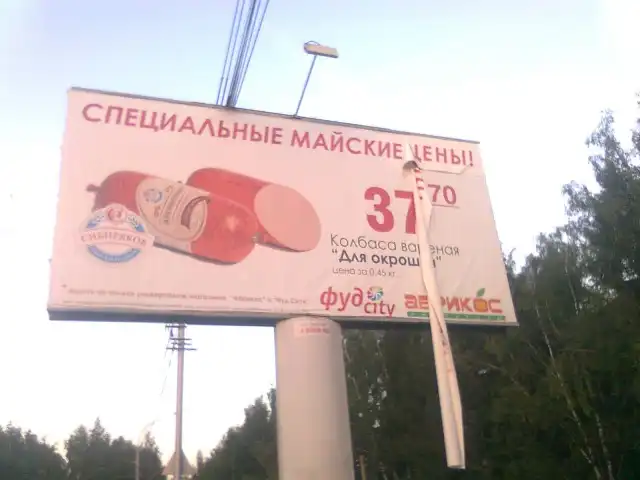 СПЕЦИАЛЬНЫЕ МАЙСКИЕ ЦЕНЫ!
37 70
Колбаса вареная
"Для окрошки"
цена за 0.45 кг
СИБИРЯКОВ
фуд city
АБРИКОС